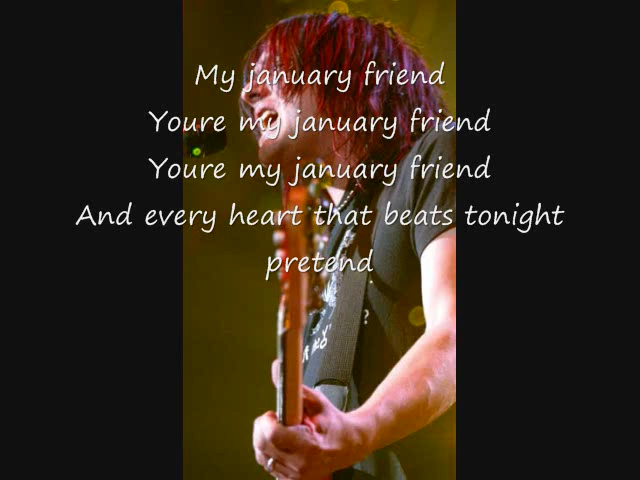 My january friend
Youre my january friend
Youre my january friend
And every heart that beats tonight
pretend